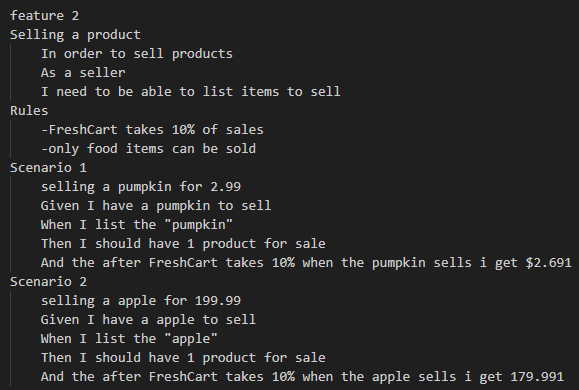 feature 2
Selling a product
In order to sell products
As a seller
I need to be able to list items to sell
Rules
-FreshCart takes 10% of sales
-only food items can be sold
Scenario 1
selling a pumpkin for 2.99
Given I have a pumpkin to sell
When I list the "pumpkin"
Then I should have 1 product for sale
And the after FreshCart takes 10% when the pumpkin sells i get $2.691
Scenario 2
selling a apple for 199.99
Given I have a apple to sell
When I list the "apple"
Then I should have 1 product for sale
And the after FreshCart takes 10% when the apple sells i get 179.991